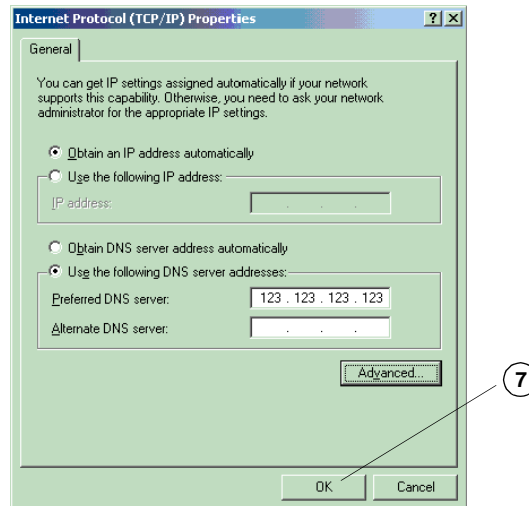 Internet Protocol (TCP/IP) Properties
General
You can get IP settings assigned automatically if your network
supports this capability. Otherwise, you need to ask your network
administrator for the appropriate IP settings.
Obtain an IP address automatically
Use the following IP address:
IP address:
Obtain DNS server address automatically
Use the following DNS server addresses:
Preferred DNS server: 123 . 123 . 123 . 123
Alternate DNS server:
Advanced...
7
OK Cancel